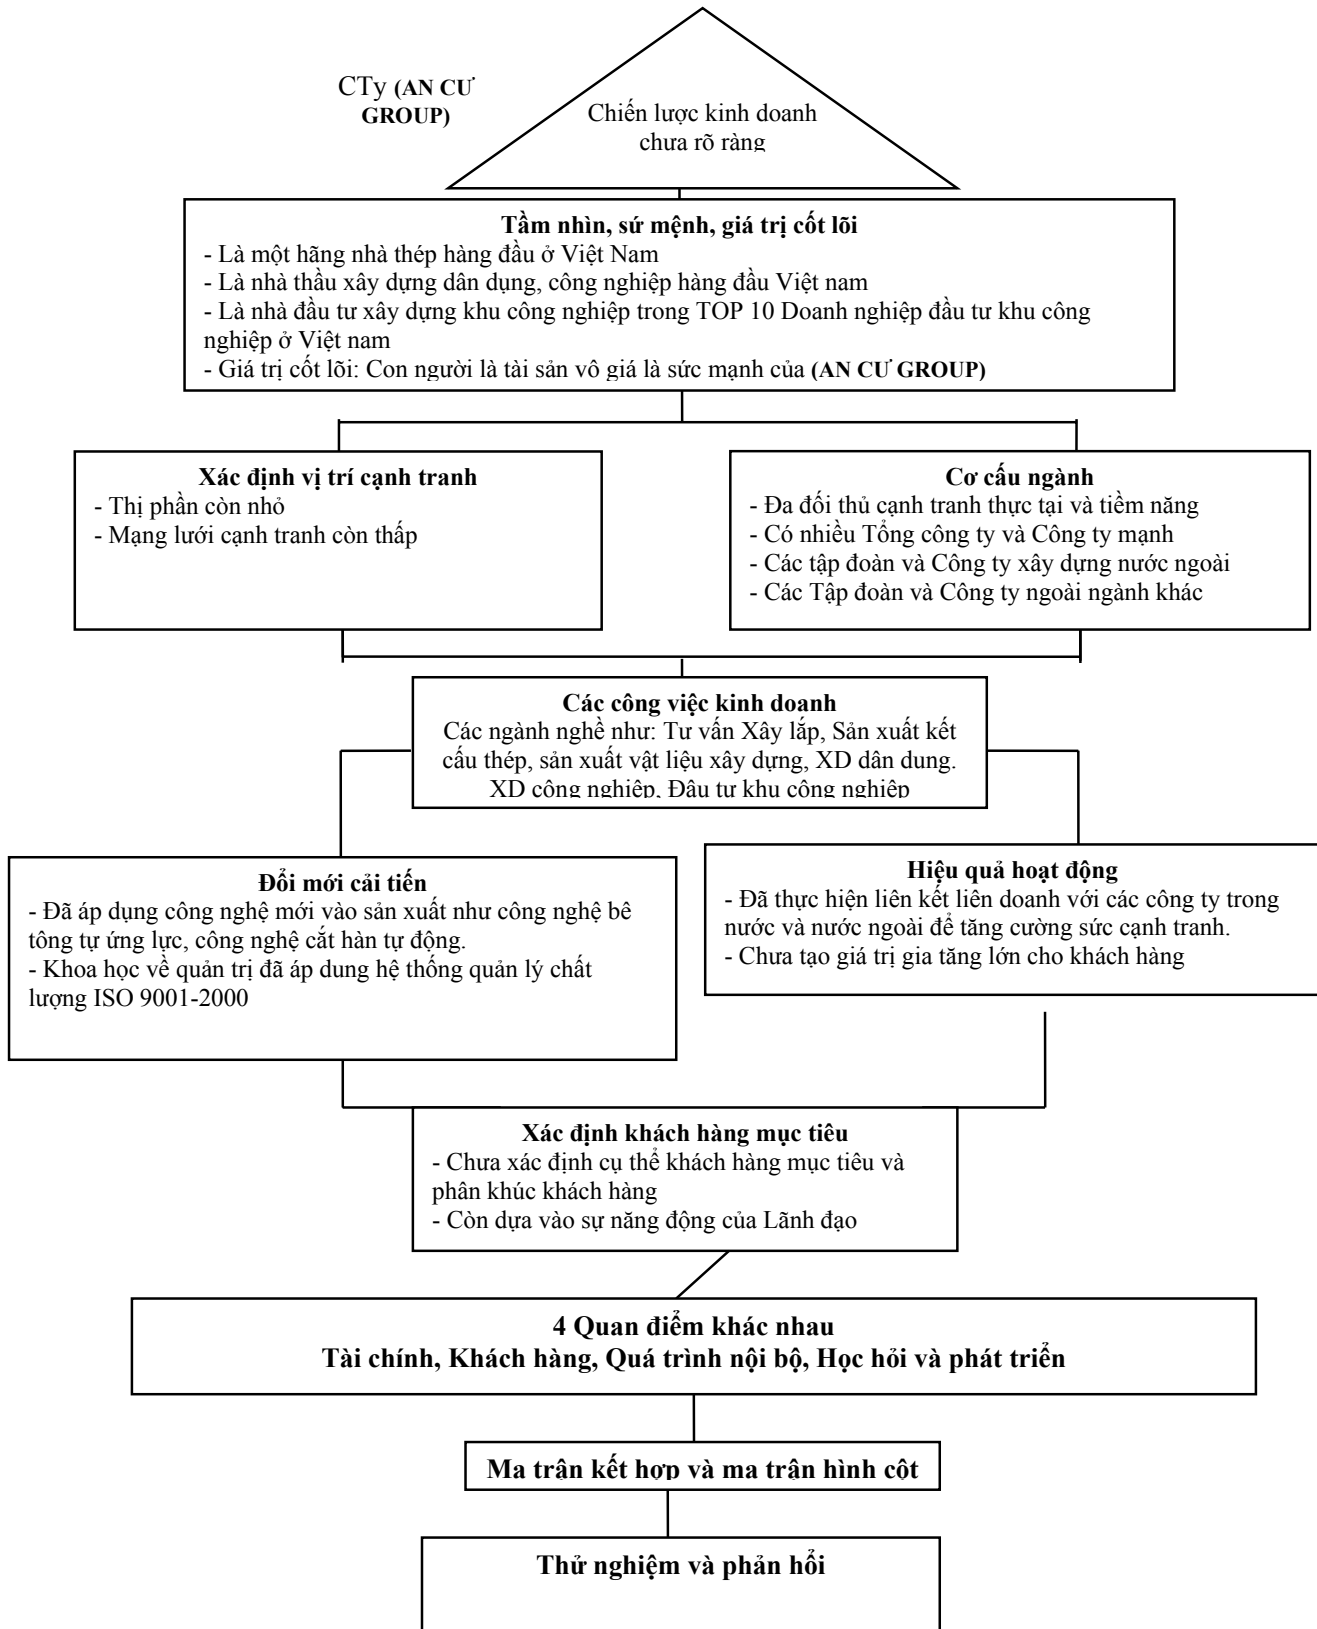 CTy (AN CƯ
GROUP)
Chiến lược kinh doanh
chưa rõ ràng
Tầm nhìn, sứ mệnh, giá trị cốt lõi
- Là một hãng nhà thép hàng đầu ở Việt Nam
- Là nhà thầu xây dựng dân dụng, công nghiệp hàng đầu Việt nam
- Là nhà đầu tư xây dựng khu công nghiệp trong TOP 10 Doanh nghiệp đầu tư khu công
nghiệp ở Việt nam
- Giá trị cốt lõi: Con người là tài sản vô giá là sức mạnh của (AN CƯ GROUP)
Xác định vị trí cạnh tranh
- Thị phần còn nhỏ
- Mạng lưới cạnh tranh còn thấp
Cơ cấu ngành
- Đa đối thủ cạnh tranh thực tại và tiềm năng
- Có nhiều Tổng công ty và Công ty mạnh
- Các tập đoàn và Công ty xây dựng nước ngoài
- Các Tập đoàn và Công ty ngoài ngành khác
Các công việc kinh doanh
Các ngành nghề như: Tư vấn Xây lắp, Sản xuất kết
cấu thép, sản xuất vật liệu xây dựng, XD dân dung.
XD công nghiệp, Đầu tư khu công nghiệp
Đổi mới cải tiến
- Đã áp dụng công nghệ mới vào sản xuất như công nghệ bê
tông tự ứng lực, công nghệ cắt hàn tự động.
- Khoa học về quản trị đã áp dung hệ thống quản lý chất
lượng ISO 9001-2000
Hiệu quả hoạt động
- Đã thực hiện liên kết liên doanh với các công ty trong
nước và nước ngoài để tăng cường sức cạnh tranh.
- Chưa tạo giá trị gia tăng lớn cho khách hàng
Xác định khách hàng mục tiêu
- Chưa xác định cụ thể khách hàng mục tiêu và
phân khúc khách hàng
- Còn dựa vào sự năng động của Lãnh đạo
4 Quan điểm khác nhau
Tài chính, Khách hàng, Quá trình nội bộ, Học hỏi và phát triển
Ma trận kết hợp và ma trận hình cột
Thử nghiệm và phản hồi